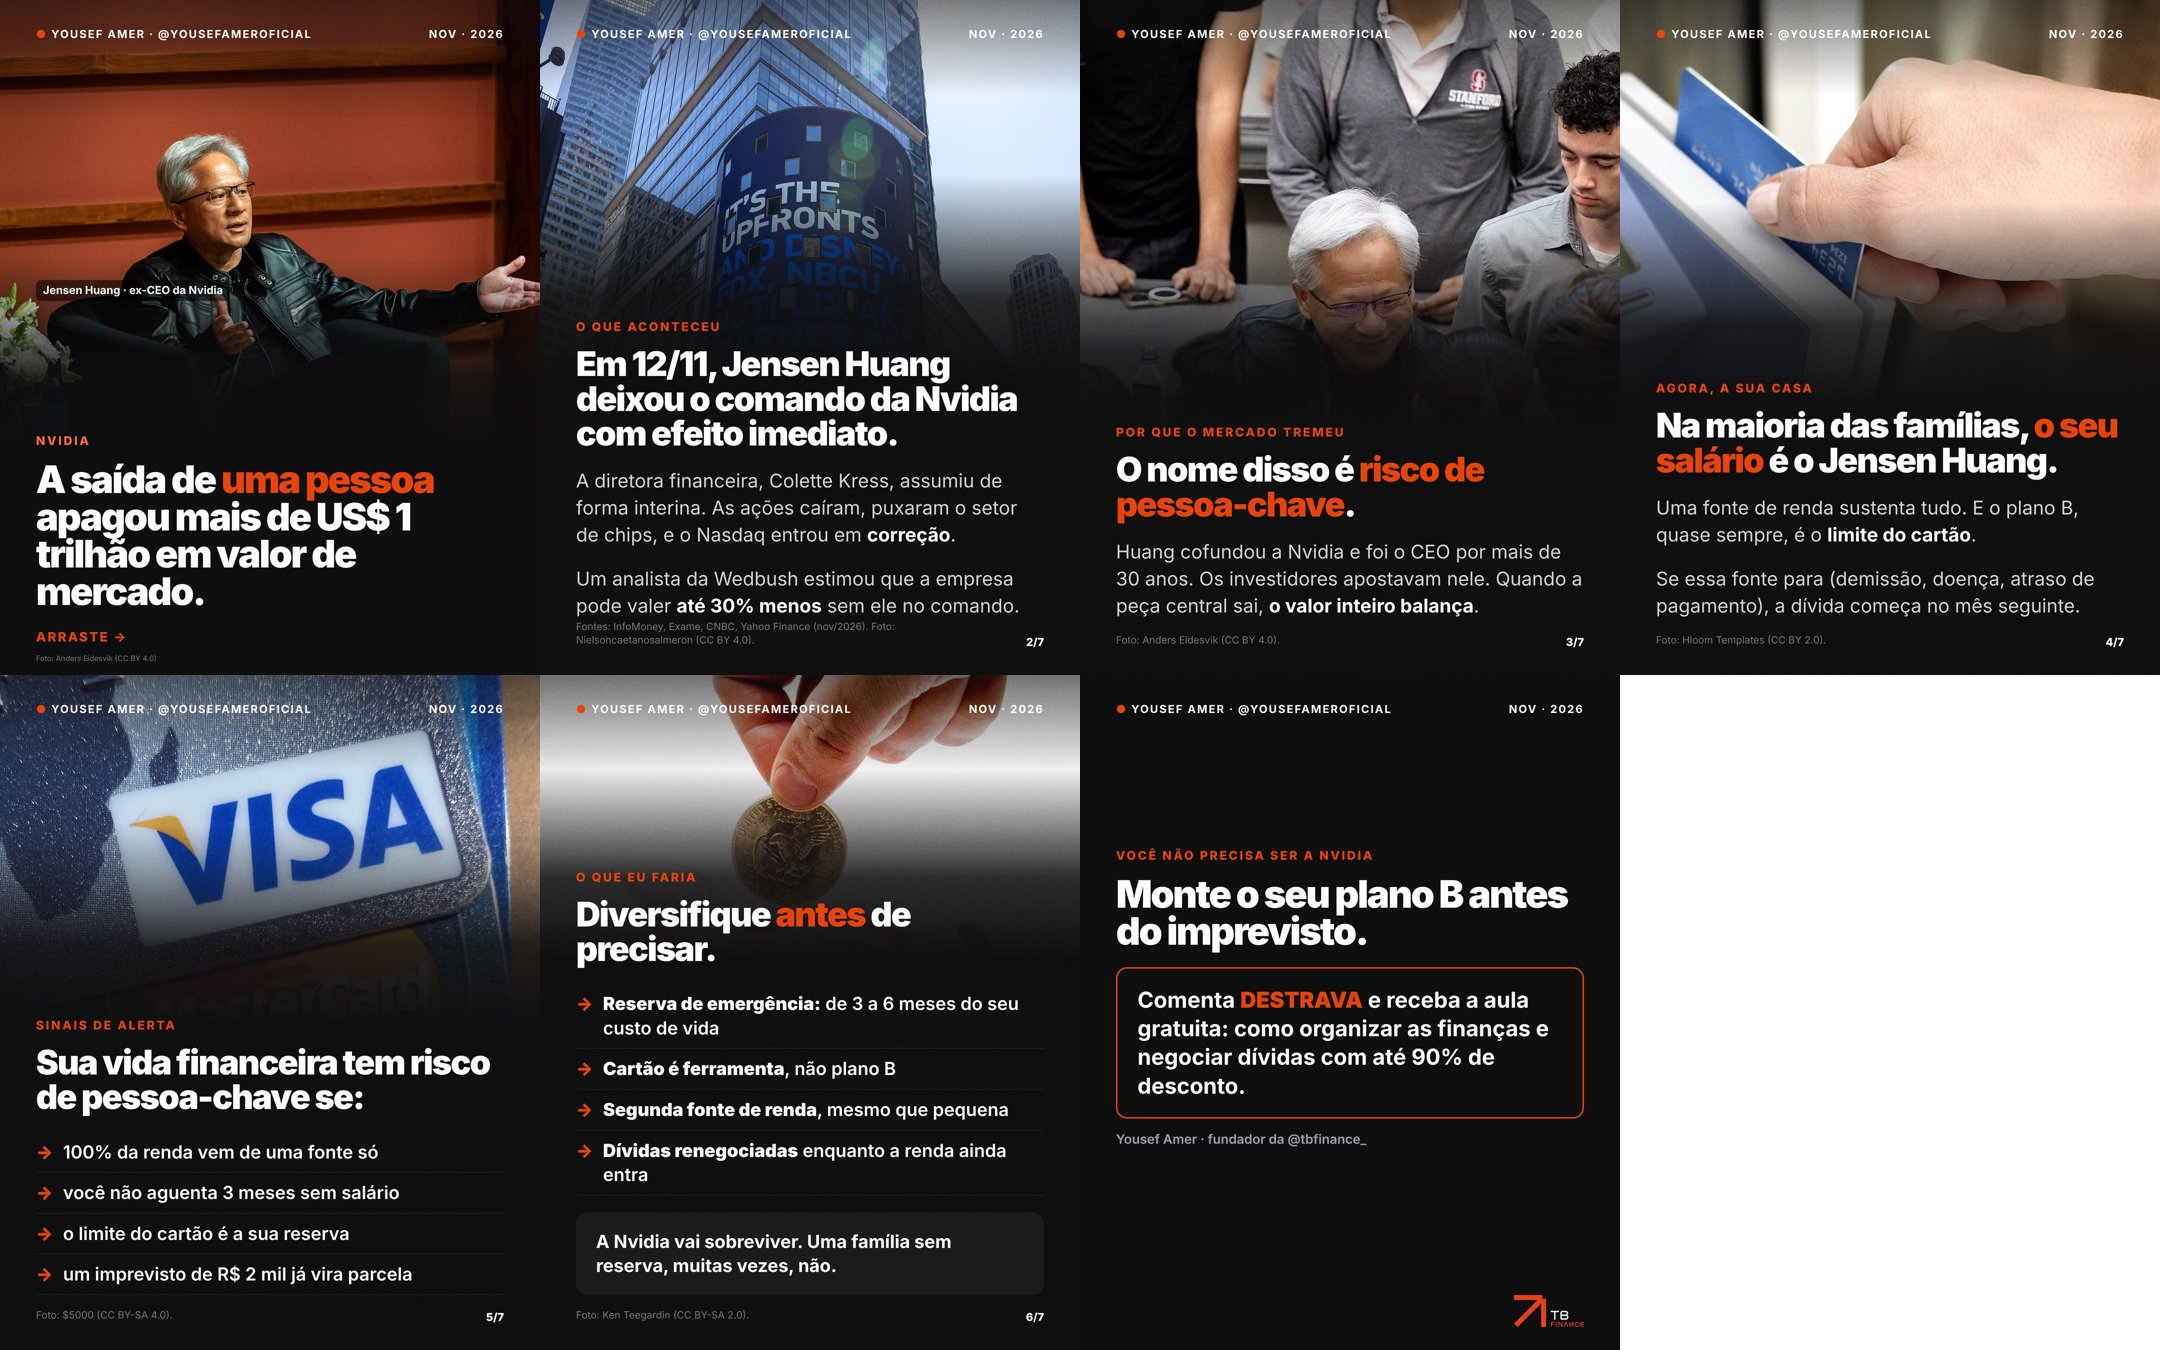 YOUSEF AMER · @YOUSEFAMEROFICIAL
NOV · 2026
Jensen Huang · ex-CEO da Nvidia
NVIDIA
A saída de uma pessoa
apagou mais de US$ 1
trilhão em valor de
mercado.
ARRASTE →
Foto: Anders Eidesvik (CC BY 4.0)
YOUSEF AMER · @YOUSEFAMEROFICIAL
NOV · 2026
IT'S THE
UPFRONTS
AND DISNEY,
FOX, NBCU,
O QUE ACONTECEU
Em 12/11, Jensen Huang
deixou o comando da Nvidia
com efeito imediato.
A diretora financeira, Colette Kress, assumiu de
forma interina. As ações caíram, puxaram o setor
de chips, e o Nasdaq entrou em correção.
Um analista da Wedbush estimou que a empresa
pode valer até 30% menos sem ele no comando.
Fontes: InfoMoney, Exame, CNBC, Yahoo Finance (nov/2026). Foto:
Nielsoncaetanosalmeron (CC BY 4.0).
2/7
YOUSEF AMER · @YOUSEFAMEROFICIAL
NOV · 2026
STANFORD
POR QUE O MERCADO TREMEU
O nome disso é risco de
pessoa-chave.
Huang cofundou a Nvidia e foi o CEO por mais de
30 anos. Os investidores apostavam nele. Quando a
peça central sai, o valor inteiro balança.
Foto: Anders Eidesvik (CC BY 4.0).
3/7
YOUSEF AMER · @YOUSEFAMEROFICIAL
NOV · 2026
AGORA, A SUA CASA
Na maioria das famílias, o seu
salário é o Jensen Huang.
Uma fonte de renda sustenta tudo. E o plano B,
quase sempre, é o limite do cartão.
Se essa fonte para (demissão, doença, atraso de
pagamento), a dívida começa no mês seguinte.
Foto: Hloom Templates (CC BY 2.0).
4/7
YOUSEF AMER · @YOUSEFAMEROFICIAL
NOV · 2026
VISA
MasterCard
SINAIS DE ALERTA
Sua vida financeira tem risco
de pessoa-chave se:
→ 100% da renda vem de uma fonte só
→ você não aguenta 3 meses sem salário
→ o limite do cartão é a sua reserva
→ um imprevisto de R$ 2 mil já vira parcela
Foto: $5000 (CC BY-SA 4.0).
5/7
YOUSEF AMER · @YOUSEFAMEROFICIAL
NOV · 2026
O QUE EU FARIA
Diversifique antes de
precisar.
→ Reserva de emergência: de 3 a 6 meses do seu
custo de vida
→ Cartão é ferramenta, não plano B
→ Segunda fonte de renda, mesmo que pequena
→ Dívidas renegociadas enquanto a renda ainda
entra
A Nvidia vai sobreviver. Uma família sem
reserva, muitas vezes, não.
Foto: Ken Teegardin (CC BY-SA 2.0).
6/7
YOUSEF AMER · @YOUSEFAMEROFICIAL
NOV · 2026
VOCÊ NÃO PRECISA SER A NVIDIA
Monte o seu plano B antes
do imprevisto.
Comenta DESTRAVA e receba a aula
gratuita: como organizar as finanças e
negociar dívidas com até 90% de
desconto.
Yousef Amer · fundador da @tbfinance_
TB
FINANCE